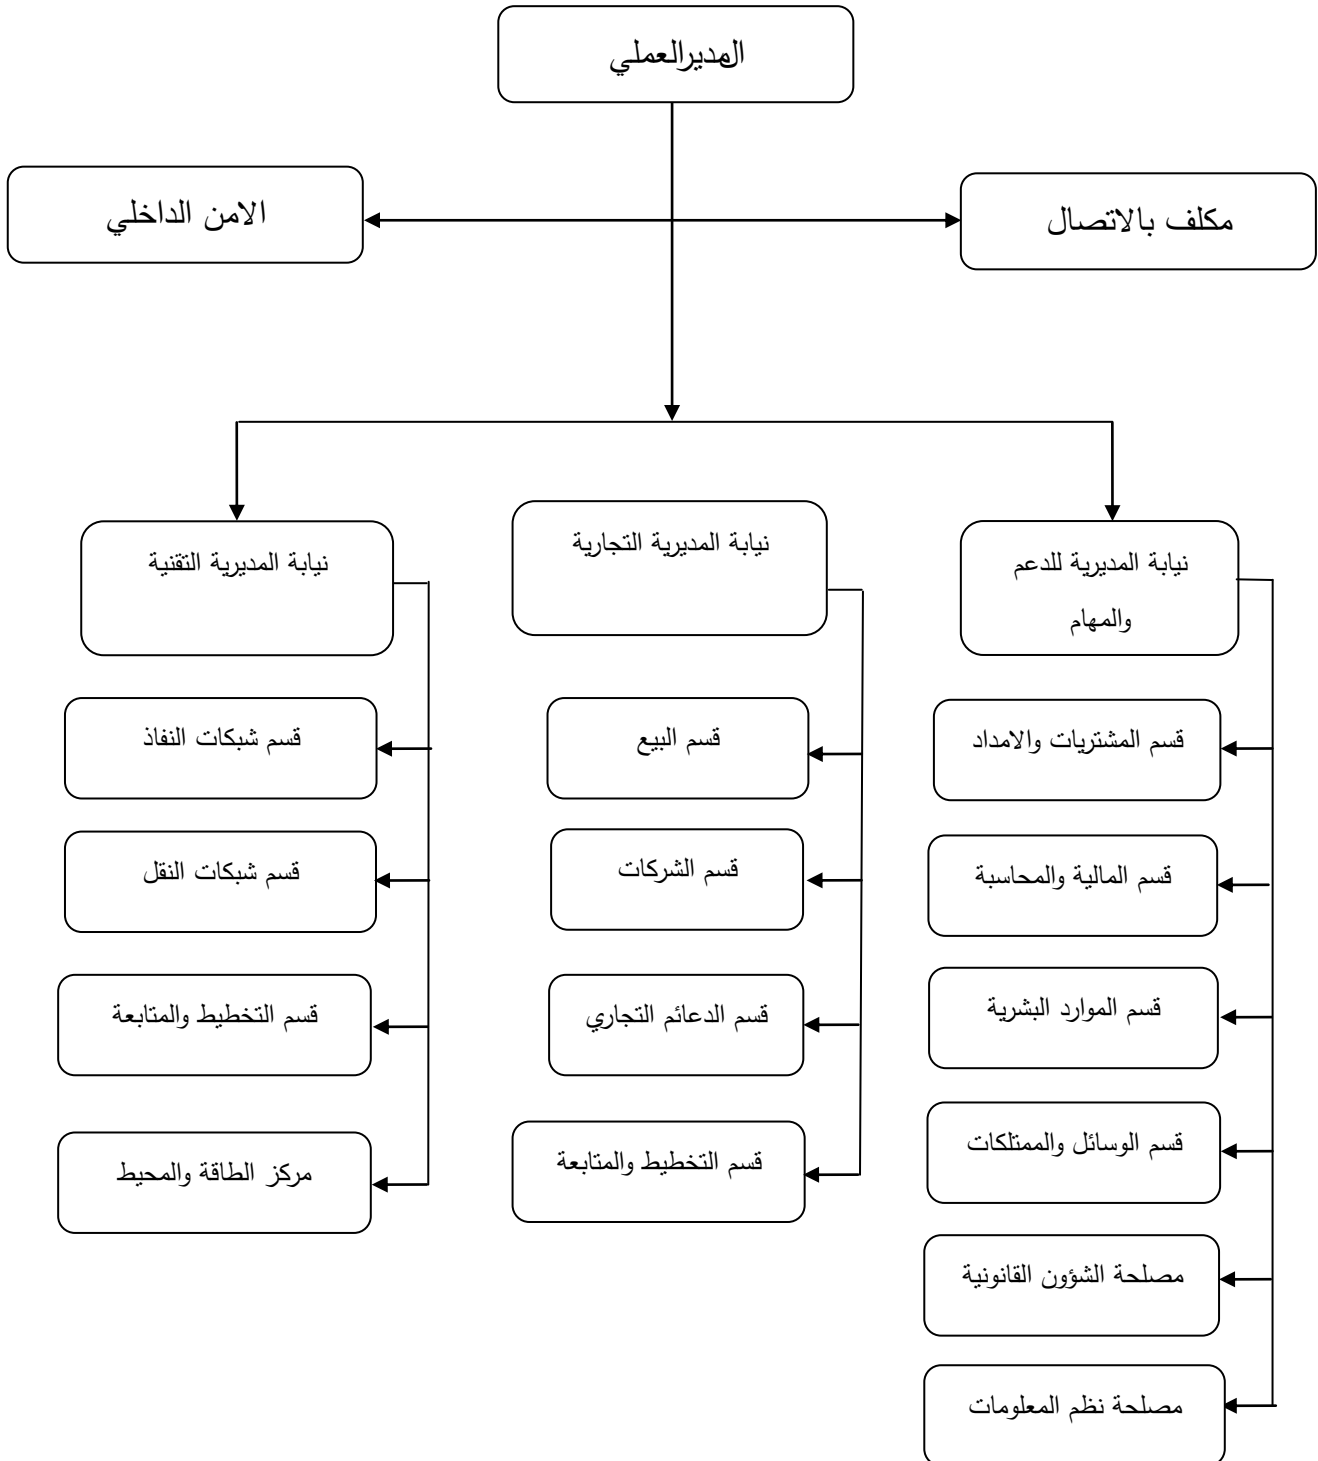 المديرالعملي
مكلف بالاتصال
الامن الداخلي
نيابة المديرية للدعم
والمهام
نيابة المديرية التجارية
نيابة المديرية التقنية
قسم المشتريات والامداد
قسم المالية والمحاسبة
قسم الموارد البشرية
قسم الوسائل والممتلكات
مصلحة الشؤون القانونية
مصلحة نظم المعلومات
قسم البيع
قسم الشركات
قسم الدعائم التجاري
قسم التخطيط والمتابعة
قسم شبكات النفاذ
قسم شبكات النقل
قسم التخطيط والمتابعة
مركز الطاقة والمحيط